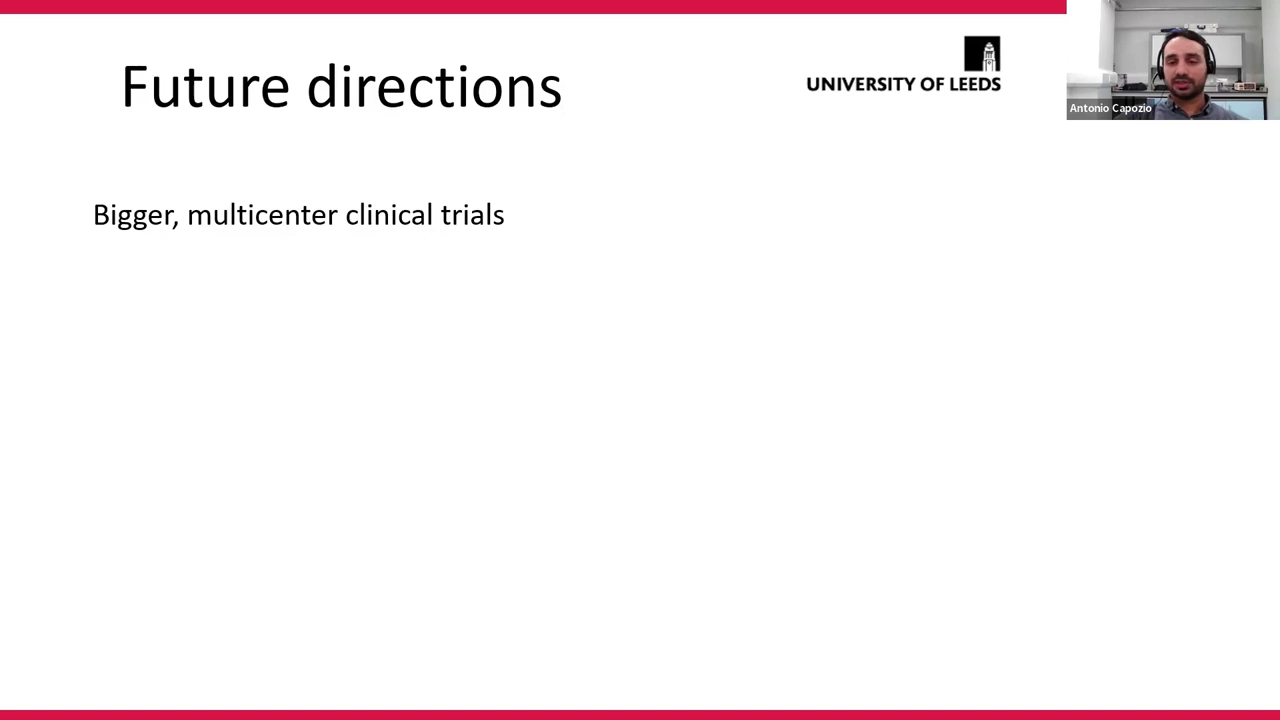 Future directions
UNIVERSITY OF LEEDS
Antonio Capozio
Bigger, multicenter clinical trials